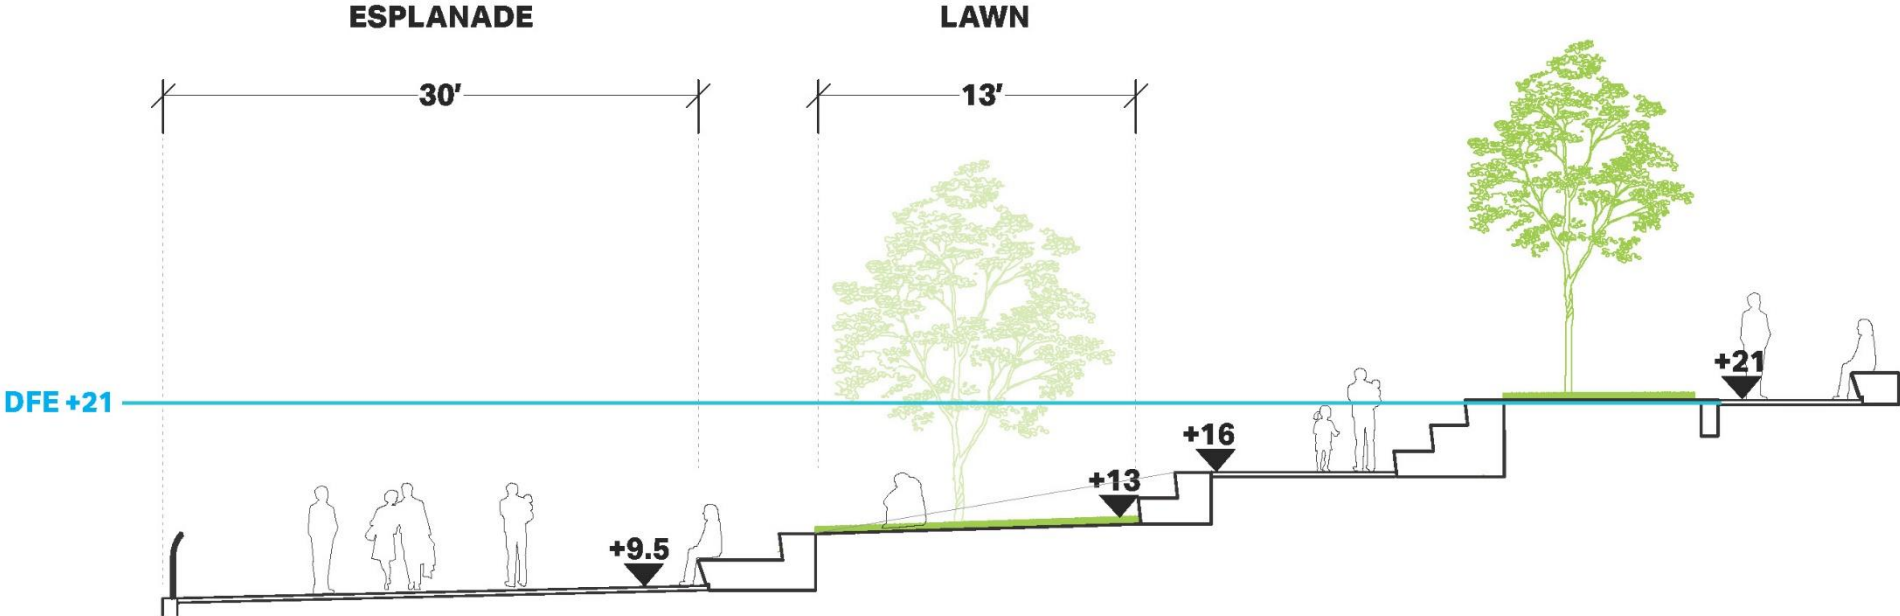 ESPLANADE
LAWN
30'
13'
+21
DFE +21
+16
+13
+9.5